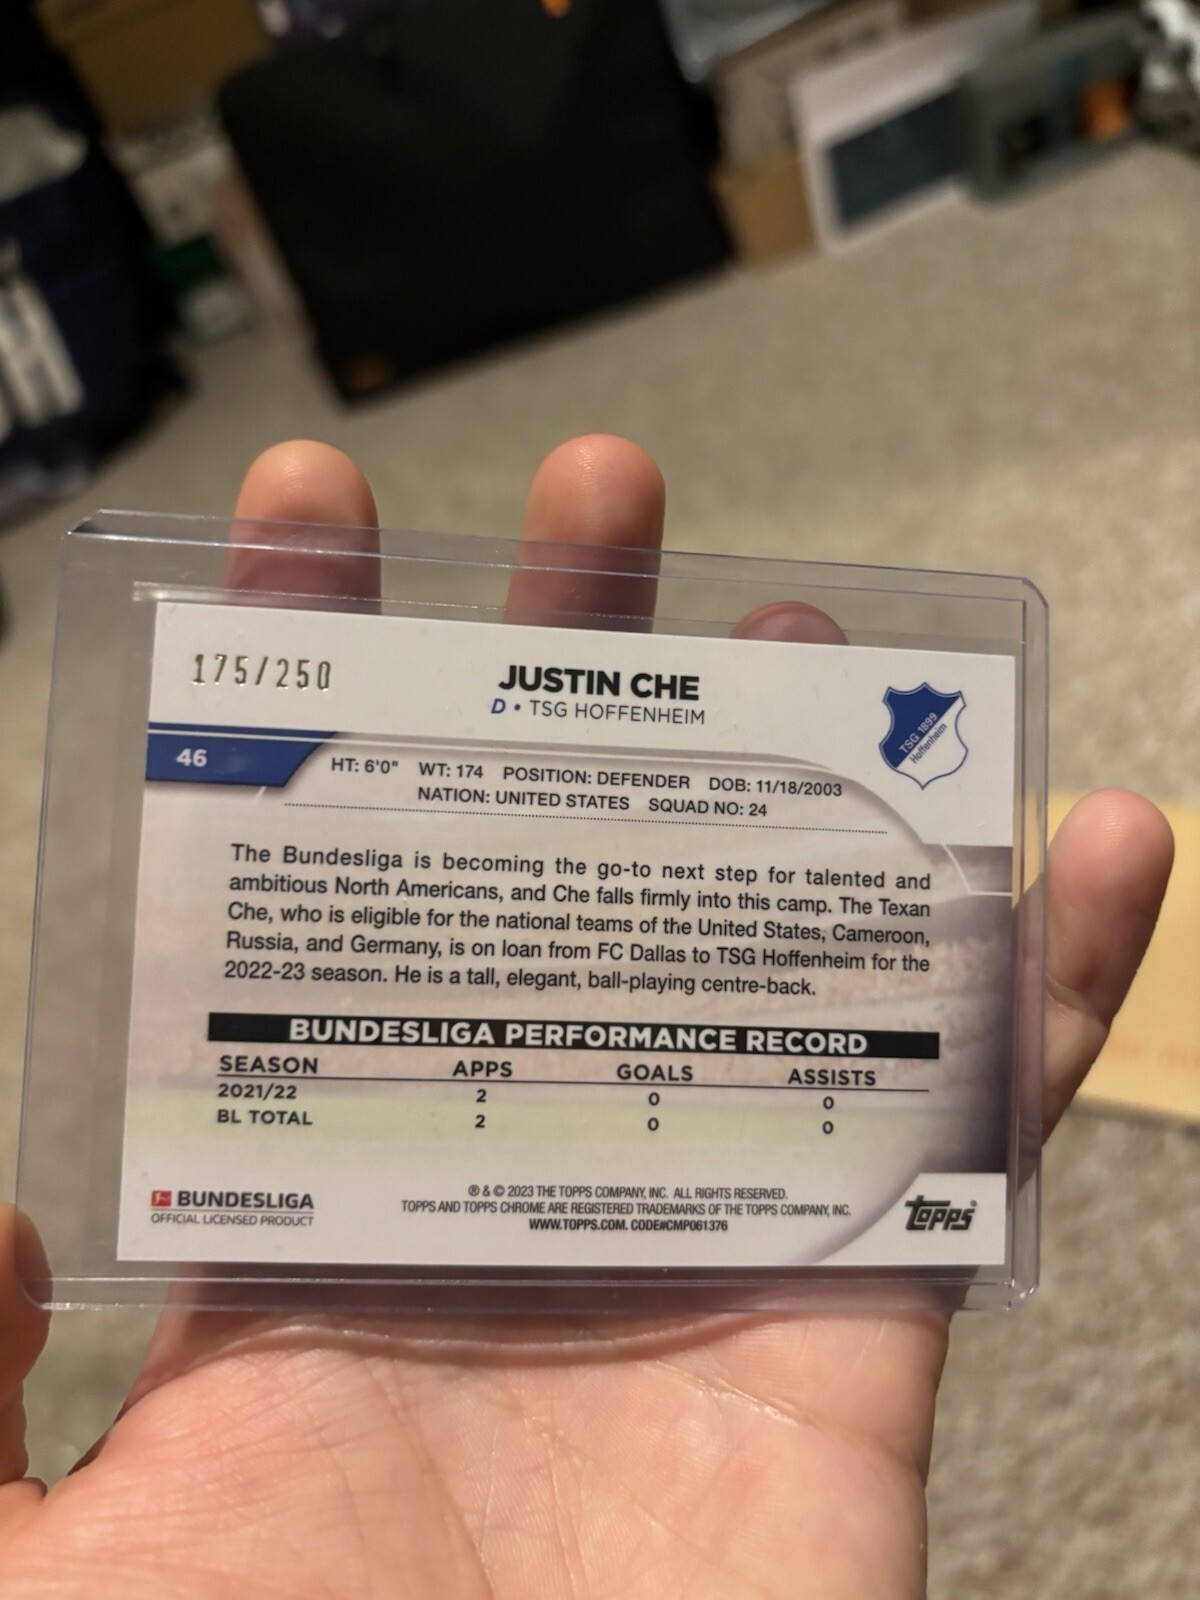 175/250
JUSTIN CHE
D • TSG HOFFENHEIM
TSG 1899
Hoffenheim
46
HT: 6'0" WT: 174 POSITION: DEFENDER DOB: 11/18/2003
NATION: UNITED STATES SQUAD NO: 24
The Bundesliga is becoming the go-to next step for talented and
ambitious North Americans, and Che falls firmly into this camp. The Texan
Che, who is eligible for the national teams of the United States, Cameroon,
Russia, and Germany, is on loan from FC Dallas to TSG Hoffenheim for the
2022-23 season. He is a tall, elegant, ball-playing centre-back.
BUNDESLIGA PERFORMANCE RECORD
SEASON APPS GOALS ASSISTS
2021/22 2 0 0
BL TOTAL 2 0 0
BUNDESLIGA
OFFICIAL LICENSED PRODUCT
® & © 2023 THE TOPPS COMPANY, INC. ALL RIGHTS RESERVED.
TOPPS AND TOPPS CHROME ARE REGISTERED TRADEMARKS OF THE TOPPS COMPANY, INC.
WWW.TOPPS.COM. CODE#CMP061376
topps®